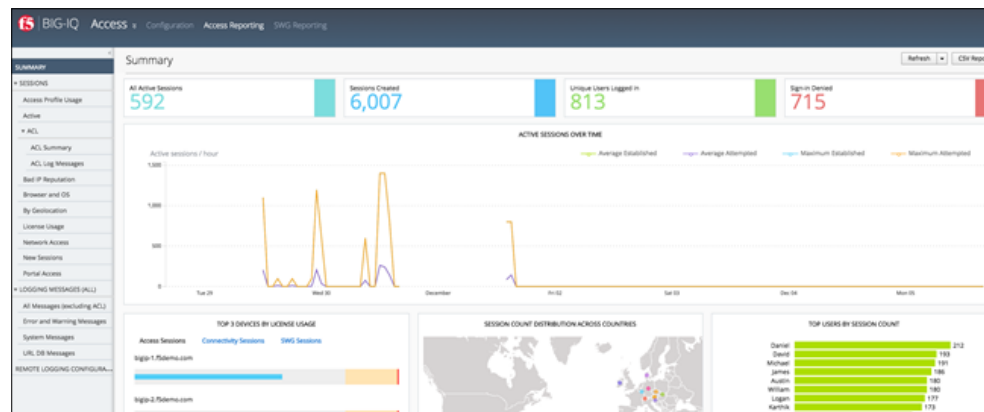 f5 BIG-IQ Access Configuration Access Reporting SWG Reporting
SUMMARY
SESSIONS
Access Profile Usage
Active
ACL
ACL Summary
ACL Log Messages
Bad IP Reputation
Browser and OS
By Geolocation
License Usage
Network Access
New Sessions
Portal Access
LOGGING MESSAGES (ALL)
All Messages (excluding ACL)
Error and Warning Messages
System Messages
URL DB Messages
REMOTE LOGGING CONFIGURA...
Summary
Refresh
CSV Repo
All Active Sessions
592
Sessions Created
6,007
Unique Users Logged In
813
Sign-in Denied
715
ACTIVE SESSIONS OVER TIME
Active sessions / hour
Average Established Average Attempted Maximum Established Maximum Attempted
1,500
1,000
500
0
Tue 29 Wed 30 December Fri 02 Sat 03 Dec 04 Mon 05
TOP 3 DEVICES BY LICENSE USAGE
Access Sessions Connectivity Sessions SWG Sessions
bigip-1.f5demo.com
bigip-2.f5demo.com
SESSION COUNT DISTRIBUTION ACROSS COUNTRIES
TOP USERS BY SESSION COUNT
Daniel 212
David 193
Michael 191
James 186
Austin 180
William 180
Logan 177
Karthik 173